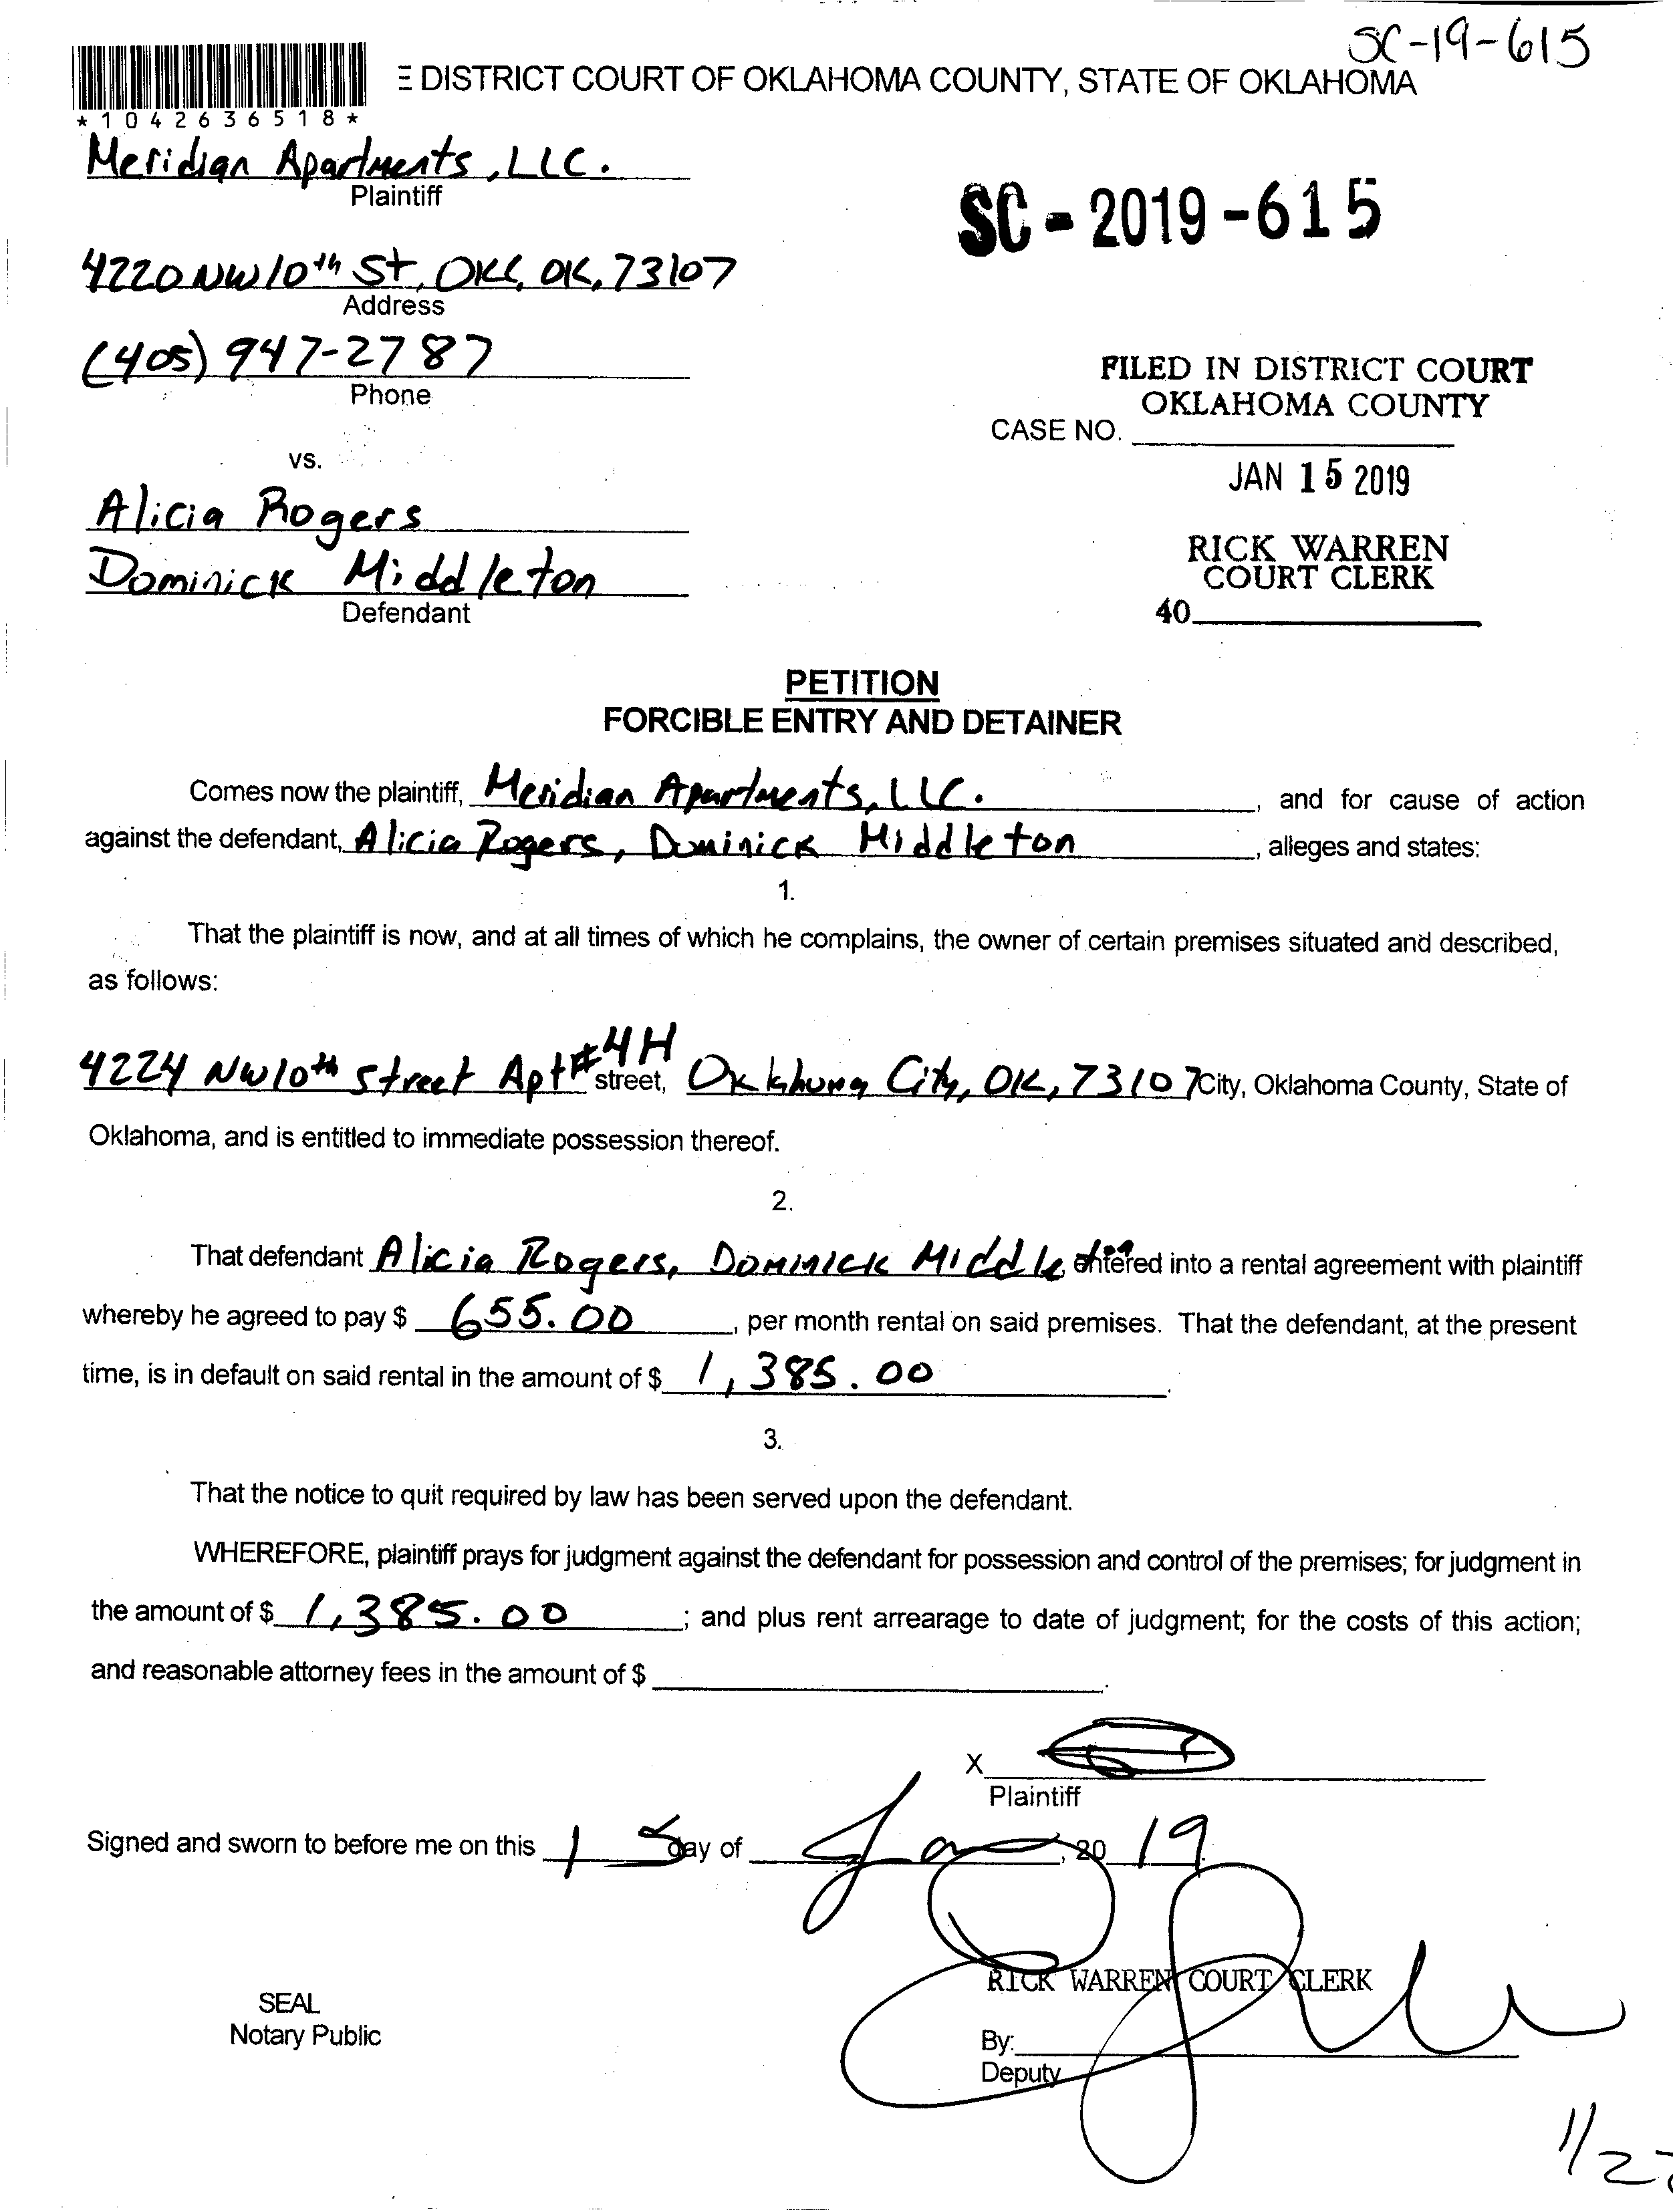 SC-19-615
E DISTRICT COURT OF OKLAHOMA COUNTY, STATE OF OKLAHOMA
*1042636518*
Meridian Apartments, LLC.
Plaintiff
SC-2019-615
4220 NW 10th St, OKC, OK, 73107
Address
(405) 947-2787
Phone
FILED IN DISTRICT COURT
OKLAHOMA COUNTY
CASE NO.
vs.
JAN 15 2019
Alicia Rogers
Dominick Middleton
Defendant
RICK WARREN
COURT CLERK
40
PETITION
FORCIBLE ENTRY AND DETAINER
Comes now the plaintiff, Meridian Apartments, LLC. , and for cause of action
against the defendant, Alicia Rogers, Dominick Middleton , alleges and states:
1.
That the plaintiff is now, and at all times of which he complains, the owner of certain premises situated and described,
as follows:
4224 NW 10th Street Apt #4H street, Oklahoma City, OK, 73107 City, Oklahoma County, State of
Oklahoma, and is entitled to immediate possession thereof.
2.
That defendant Alicia Rogers, Dominick Middleton entered into a rental agreement with plaintiff
whereby he agreed to pay $ 655.00 , per month rental on said premises. That the defendant, at the present
time, is in default on said rental in the amount of $ 1,385.00 .
3.
That the notice to quit required by law has been served upon the defendant.
WHEREFORE, plaintiff prays for judgment against the defendant for possession and control of the premises; for judgment in
the amount of $ 1,385.00 ; and plus rent arrearage to date of judgment; for the costs of this action;
and reasonable attorney fees in the amount of $ .
X
Plaintiff
Signed and sworn to before me on this 15 day of Jan , 20 19.
RICK WARREN COURT CLERK
SEAL
Notary Public
By:
Deputy